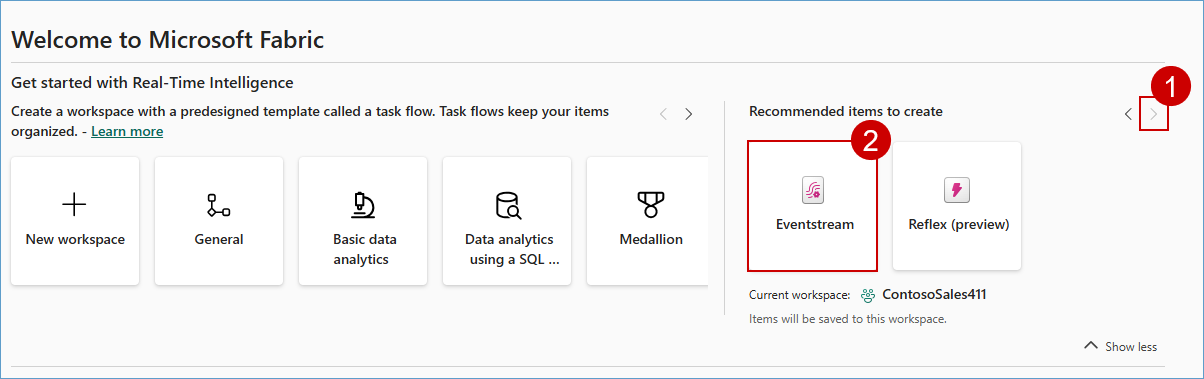 Welcome to Microsoft Fabric
Get started with Real-Time Intelligence
Create a workspace with a predesigned template called a task flow. Task flows keep your items
organized. - Learn more
New workspace
General
Basic data
analytics
Data analytics
using a SQL ...
Medallion
Recommended items to create
1
2
Eventstream
Reflex (preview)
Current workspace: ContosoSales411
Items will be saved to this workspace.
Show less